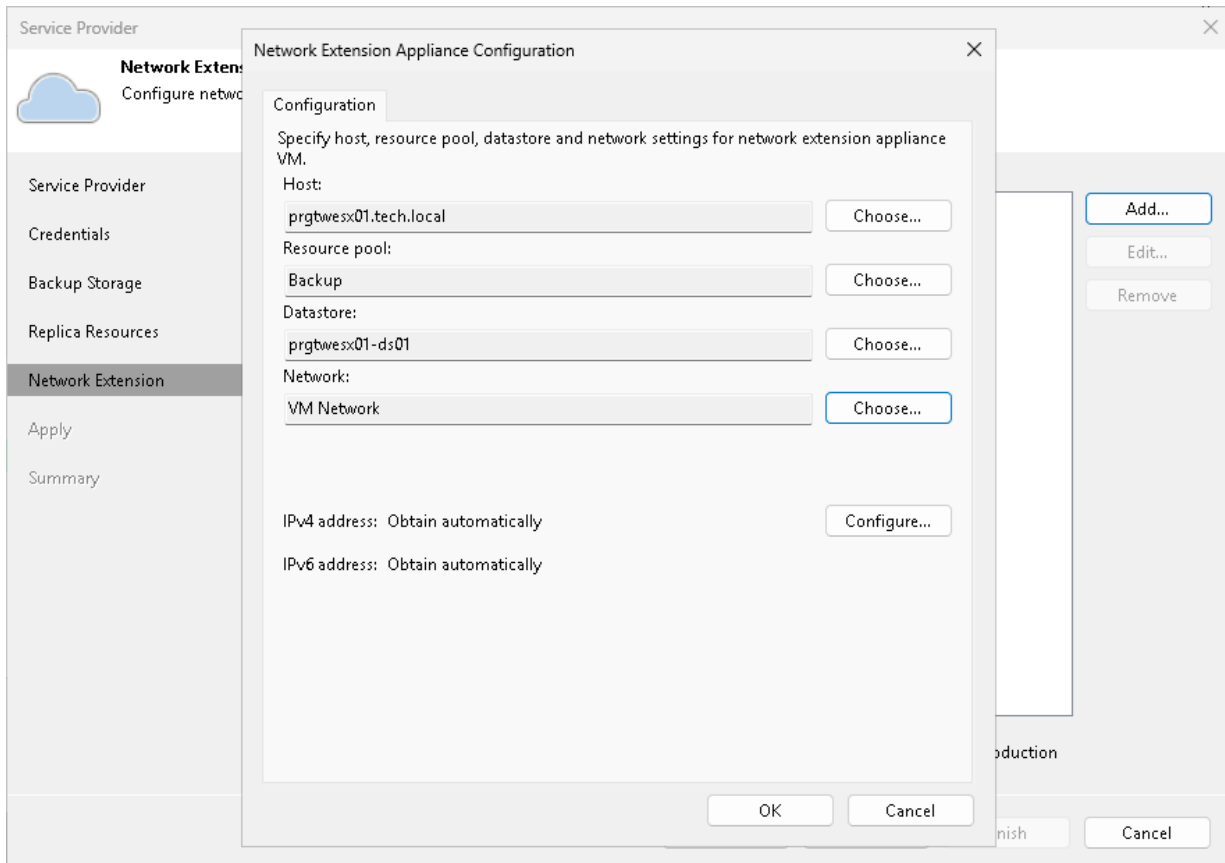 Service Provider
Network Extens
Configure netwo
Service Provider
Credentials
Backup Storage
Replica Resources
Network Extension
Apply
Summary
Network Extension Appliance Configuration
Configuration
Specify host, resource pool, datastore and network settings for network extension appliance
VM.
Host:
prgtwesx01.tech.local
Choose...
Resource pool:
Backup
Choose...
Datastore:
prgtwesx01-ds01
Choose...
Network:
VM Network
Choose...
IPv4 address: Obtain automatically
Configure...
IPv6 address: Obtain automatically
OK
Cancel
Add...
Edit...
Remove
oduction
nish
Cancel